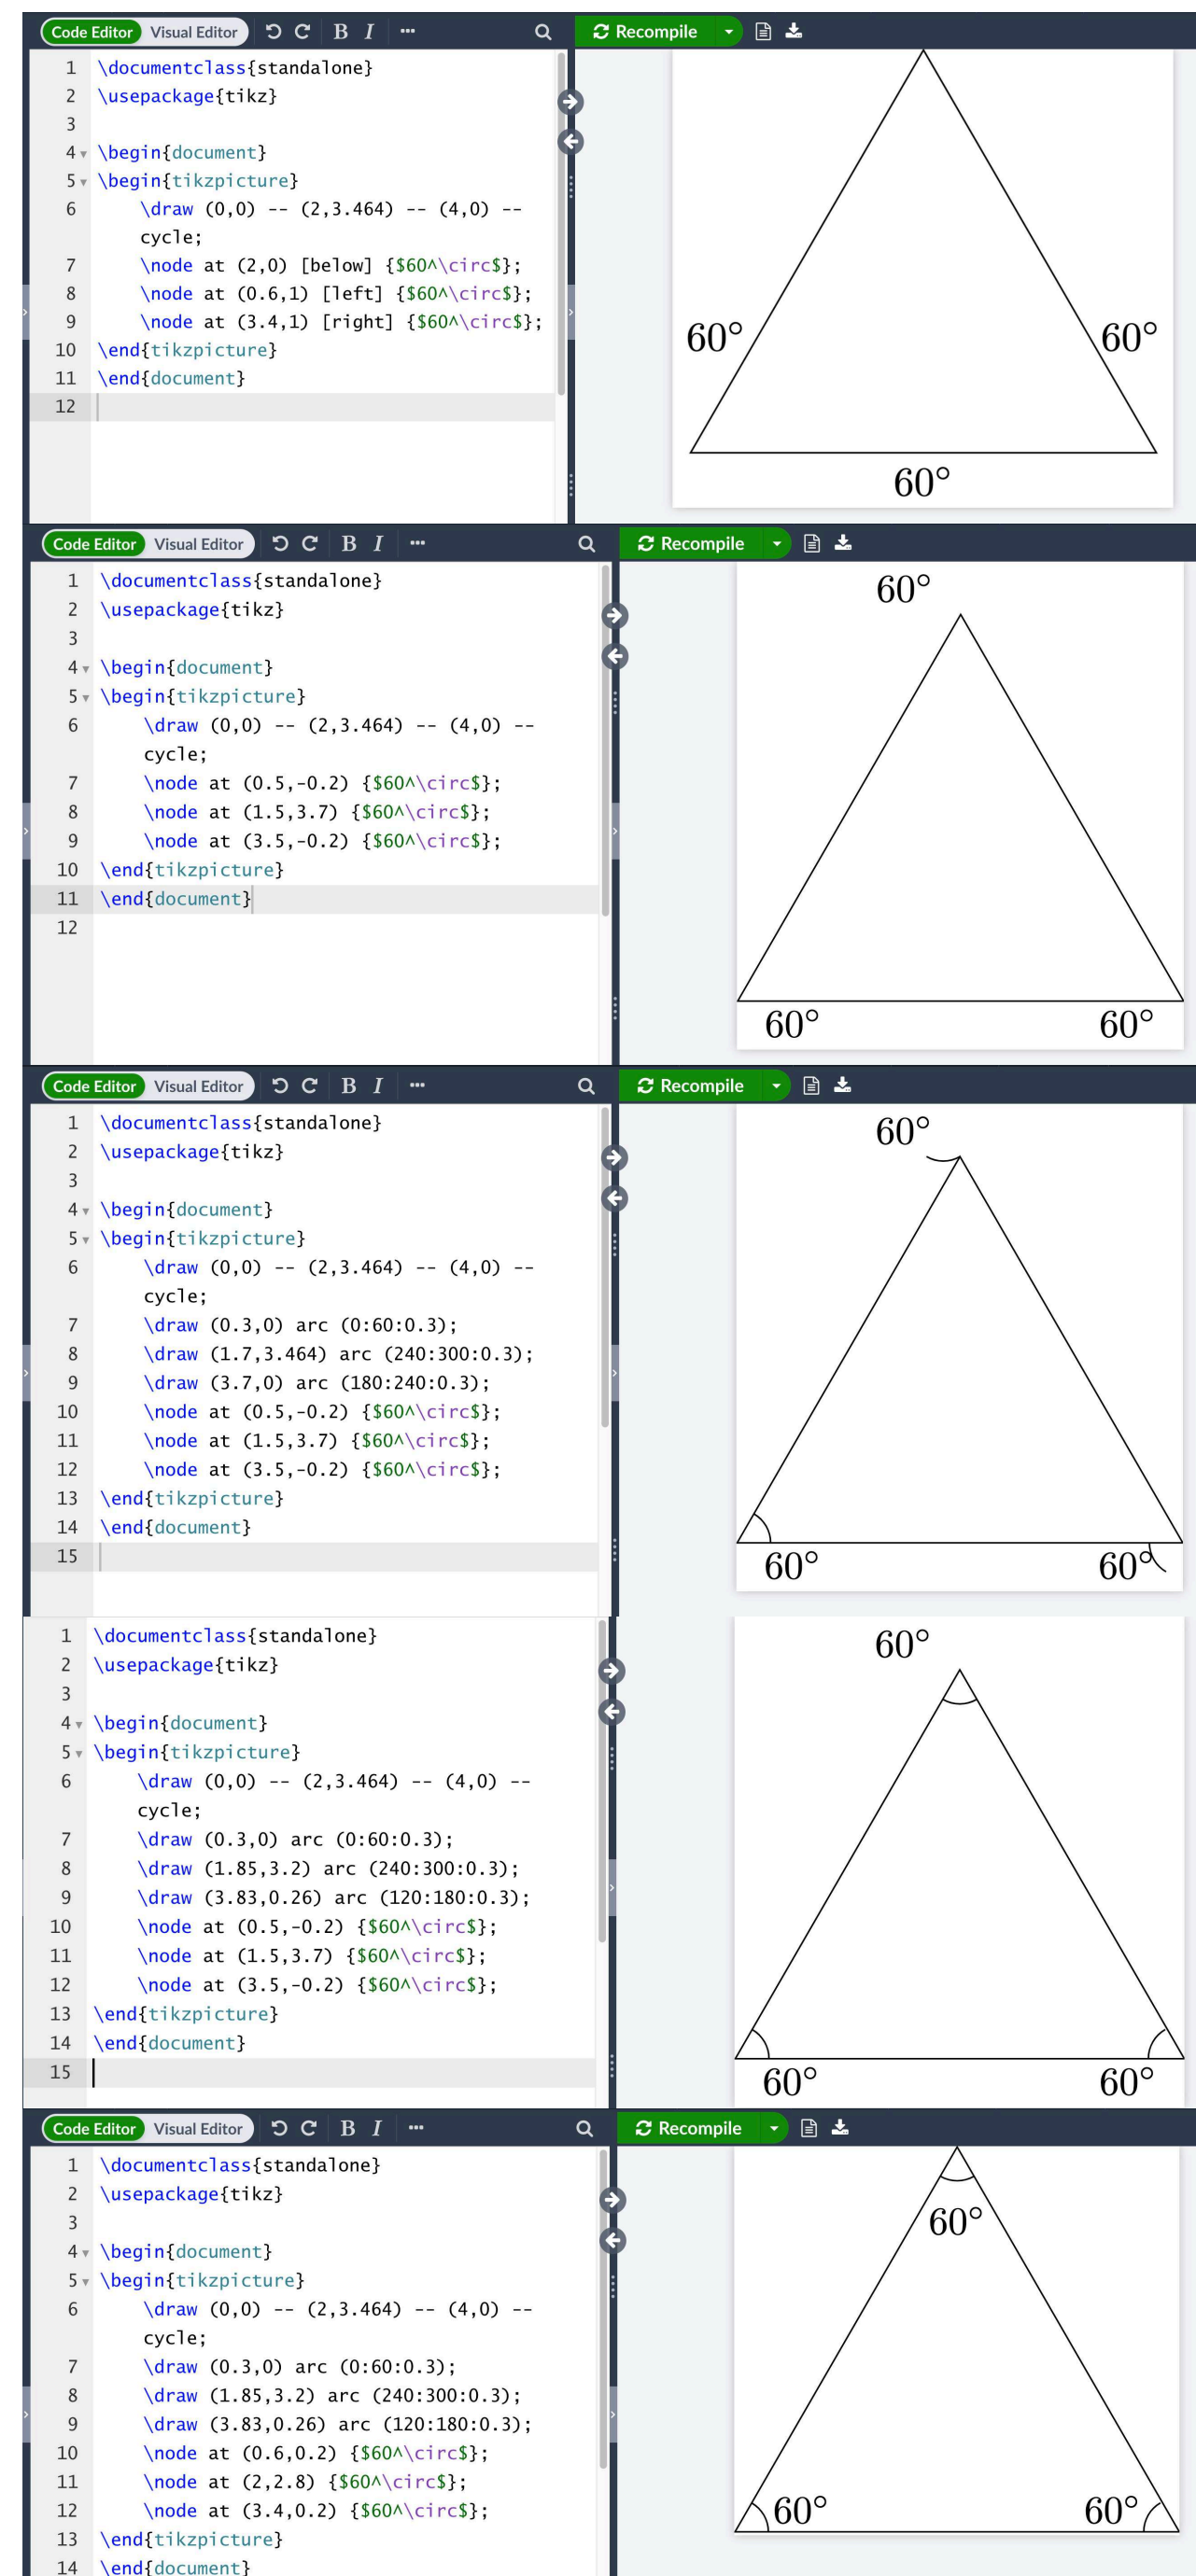 Code Editor Visual Editor B I ... Recompile
1 \documentclass{standalone}
2 \usepackage{tikz}
3
4 \begin{document}
5 \begin{tikzpicture}
6 \draw (0,0) -- (2,3.464) -- (4,0) --
cycle;
7 \node at (2,0) [below] {$60^\circ$};
8 \node at (0.6,1) [left] {$60^\circ$};
9 \node at (3.4,1) [right] {$60^\circ$};
10 \end{tikzpicture}
11 \end{document}
12
60° 60°
60°
Code Editor Visual Editor B I ... Recompile
1 \documentclass{standalone}
2 \usepackage{tikz}
3
4 \begin{document}
5 \begin{tikzpicture}
6 \draw (0,0) -- (2,3.464) -- (4,0) --
cycle;
7 \node at (0.5,-0.2) {$60^\circ$};
8 \node at (1.5,3.7) {$60^\circ$};
9 \node at (3.5,-0.2) {$60^\circ$};
10 \end{tikzpicture}
11 \end{document}
12
60°
60° 60°
Code Editor Visual Editor B I ... Recompile
1 \documentclass{standalone}
2 \usepackage{tikz}
3
4 \begin{document}
5 \begin{tikzpicture}
6 \draw (0,0) -- (2,3.464) -- (4,0) --
cycle;
7 \draw (0.3,0) arc (0:60:0.3);
8 \draw (1.7,3.464) arc (240:300:0.3);
9 \draw (3.7,0) arc (180:240:0.3);
10 \node at (0.5,-0.2) {$60^\circ$};
11 \node at (1.5,3.7) {$60^\circ$};
12 \node at (3.5,-0.2) {$60^\circ$};
13 \end{tikzpicture}
14 \end{document}
15
60°
60° 60°
1 \documentclass{standalone}
2 \usepackage{tikz}
3
4 \begin{document}
5 \begin{tikzpicture}
6 \draw (0,0) -- (2,3.464) -- (4,0) --
cycle;
7 \draw (0.3,0) arc (0:60:0.3);
8 \draw (1.85,3.2) arc (240:300:0.3);
9 \draw (3.83,0.26) arc (120:180:0.3);
10 \node at (0.5,-0.2) {$60^\circ$};
11 \node at (1.5,3.7) {$60^\circ$};
12 \node at (3.5,-0.2) {$60^\circ$};
13 \end{tikzpicture}
14 \end{document}
15
60°
60° 60°
Code Editor Visual Editor B I ... Recompile
1 \documentclass{standalone}
2 \usepackage{tikz}
3
4 \begin{document}
5 \begin{tikzpicture}
6 \draw (0,0) -- (2,3.464) -- (4,0) --
cycle;
7 \draw (0.3,0) arc (0:60:0.3);
8 \draw (1.85,3.2) arc (240:300:0.3);
9 \draw (3.83,0.26) arc (120:180:0.3);
10 \node at (0.6,0.2) {$60^\circ$};
11 \node at (2,2.8) {$60^\circ$};
12 \node at (3.4,0.2) {$60^\circ$};
13 \end{tikzpicture}
14 \end{document}
60°
60° 60°